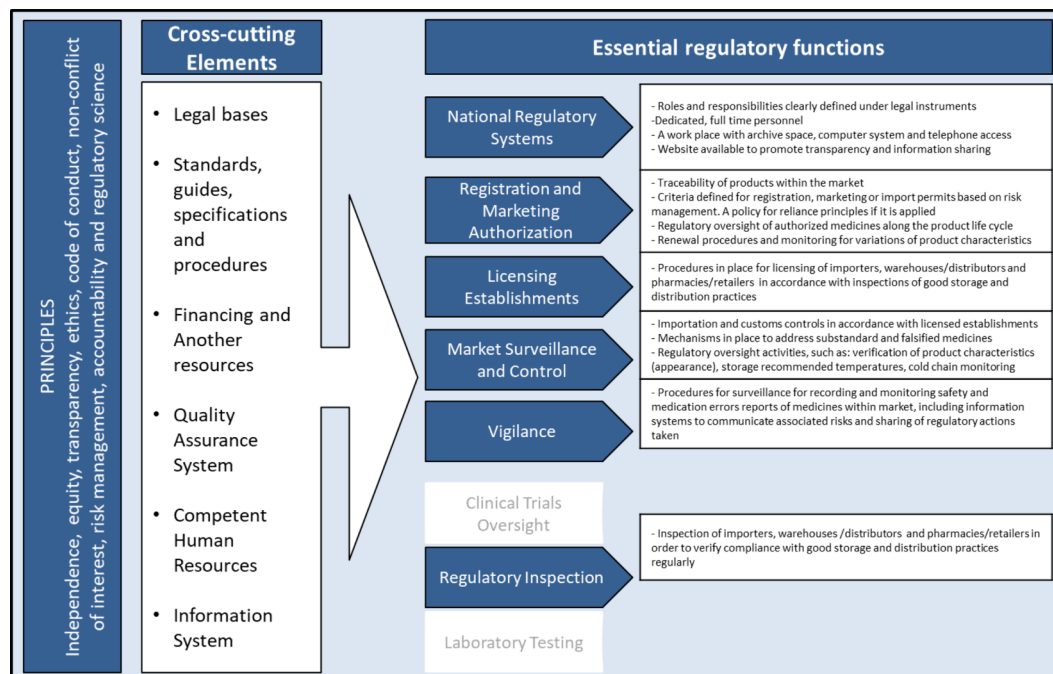 PRINCIPLES
Independence, equity, transparency, ethics, code of conduct, non-conflict
of interest, risk management, accountability and regulatory science
Cross-cutting
Elements
• Legal bases
• Standards,
guides,
specifications
and
procedures
• Financing and
Another
resources
• Quality
Assurance
System
• Competent
Human
Resources
• Information
System
Essential regulatory functions
National Regulatory
Systems
- Roles and responsibilities clearly defined under legal instruments
-Dedicated, full time personnel
- A work place with archive space, computer system and telephone access
- Website available to promote transparency and information sharing
Registration and
Marketing
Authorization
- Traceability of products within the market
- Criteria defined for registration, marketing or import permits based on risk
management. A policy for reliance principles if it is applied
- Regulatory oversight of authorized medicines along the product life cycle
- Renewal procedures and monitoring for variations of product characteristics
Licensing
Establishments
- Procedures in place for licensing of importers, warehouses/distributors and
pharmacies/retailers in accordance with inspections of good storage and
distribution practices
Market Surveillance
and Control
- Importation and customs controls in accordance with licensed establishments
- Mechanisms in place to address substandard and falsified medicines
- Regulatory oversight activities, such as: verification of product characteristics
(appearance), storage recommended temperatures, cold chain monitoring
Vigilance
- Procedures for surveillance for recording and monitoring safety and
medication errors reports of medicines within market, including information
systems to communicate associated risks and sharing of regulatory actions
taken
Clinical Trials
Oversight
Regulatory Inspection
- Inspection of importers, warehouses /distributors and pharmacies/retailers in
order to verify compliance with good storage and distribution practices
regularly
Laboratory Testing